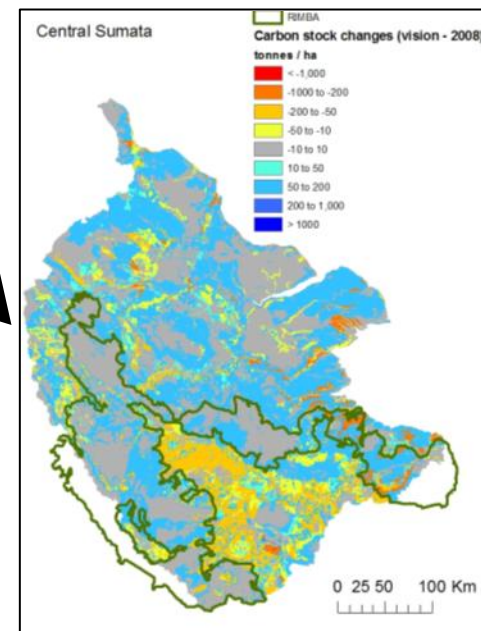 Central Sumata
RIMBA
Carbon stock changes (vision - 2008)
tonnes / ha
< -1,000
-1000 to -200
-200 to -50
-50 to -10
-10 to 10
10 to 50
50 to 200
200 to 1,000
> 1000
0 25 50 100 Km